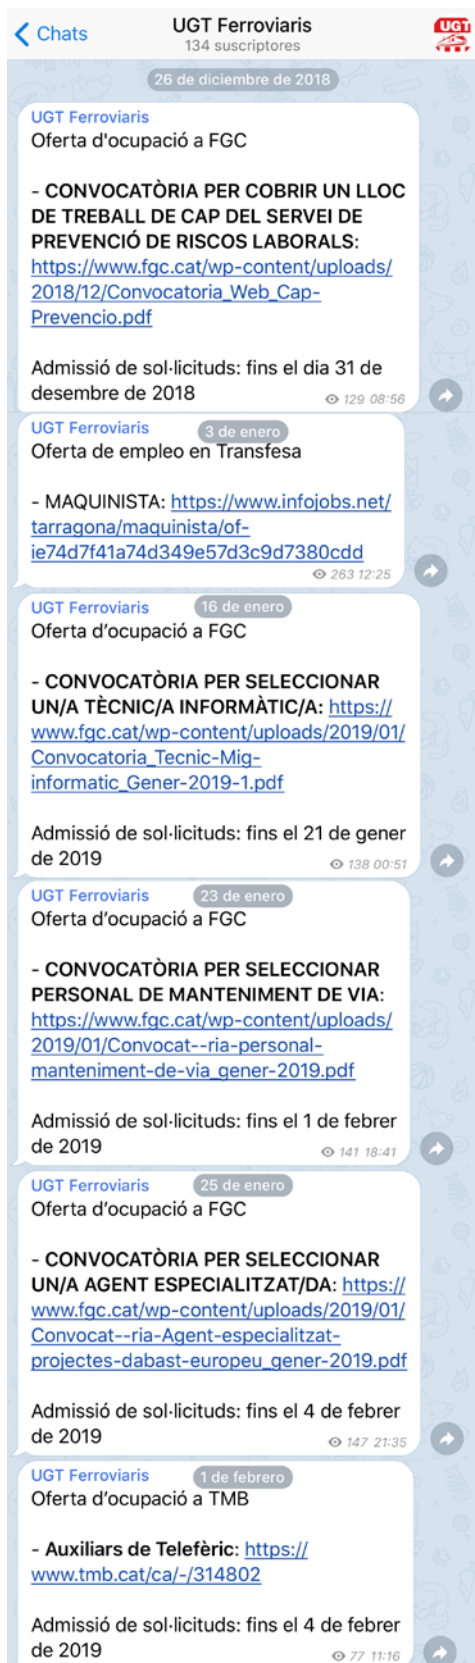 Chats
UGT Ferroviaris
134 suscriptores
UGT
26 de diciembre de 2018
UGT Ferroviaris
Oferta d'ocupació a FGC
- CONVOCATÒRIA PER COBRIR UN LLOC
DE TREBALL DE CAP DEL SERVEI DE
PREVENCIÓ DE RISCOS LABORALS:
https://www.fgc.cat/wp-content/uploads/
2018/12/Convocatoria_Web_Cap-
Prevencio.pdf
Admissió de sol·licituds: fins el dia 31 de
desembre de 2018
129 08:56
UGT Ferroviaris
3 de enero
Oferta de empleo en Transfesa
- MAQUINISTA: https://www.infojobs.net/
tarragona/maquinista/of-
ie74d7f41a74d349e57d3c9d7380cdd
263 12:25
UGT Ferroviaris
16 de enero
Oferta d'ocupació a FGC
- CONVOCATÒRIA PER SELECCIONAR
UN/A TÈCNIC/A INFORMÀTIC/A: https://
www.fgc.cat/wp-content/uploads/2019/01/
Convocatoria_Tecnic-Mig-
informatic_Gener-2019-1.pdf
Admissió de sol·licituds: fins el 21 de gener
de 2019
138 00:51
UGT Ferroviaris
23 de enero
Oferta d'ocupació a FGC
- CONVOCATÒRIA PER SELECCIONAR
PERSONAL DE MANTENIMENT DE VIA:
https://www.fgc.cat/wp-content/uploads/
2019/01/Convocat--ria-personal-
manteniment-de-via_gener-2019.pdf
Admissió de sol·licituds: fins el 1 de febrer
de 2019
141 18:41
UGT Ferroviaris
25 de enero
Oferta d'ocupació a FGC
- CONVOCATÒRIA PER SELECCIONAR
UN/A AGENT ESPECIALITZAT/DA: https://
www.fgc.cat/wp-content/uploads/2019/01/
Convocat--ria-Agent-especialitzat-
projectes-dabast-europeu_gener-2019.pdf
Admissió de sol·licituds: fins el 4 de febrer
de 2019
147 21:35
UGT Ferroviaris
1 de febrero
Oferta d'ocupació a TMB
- Auxiliars de Telefèric: https://
www.tmb.cat/ca/-/314802
Admissió de sol·licituds: fins el 4 de febrer
de 2019
77 11:16